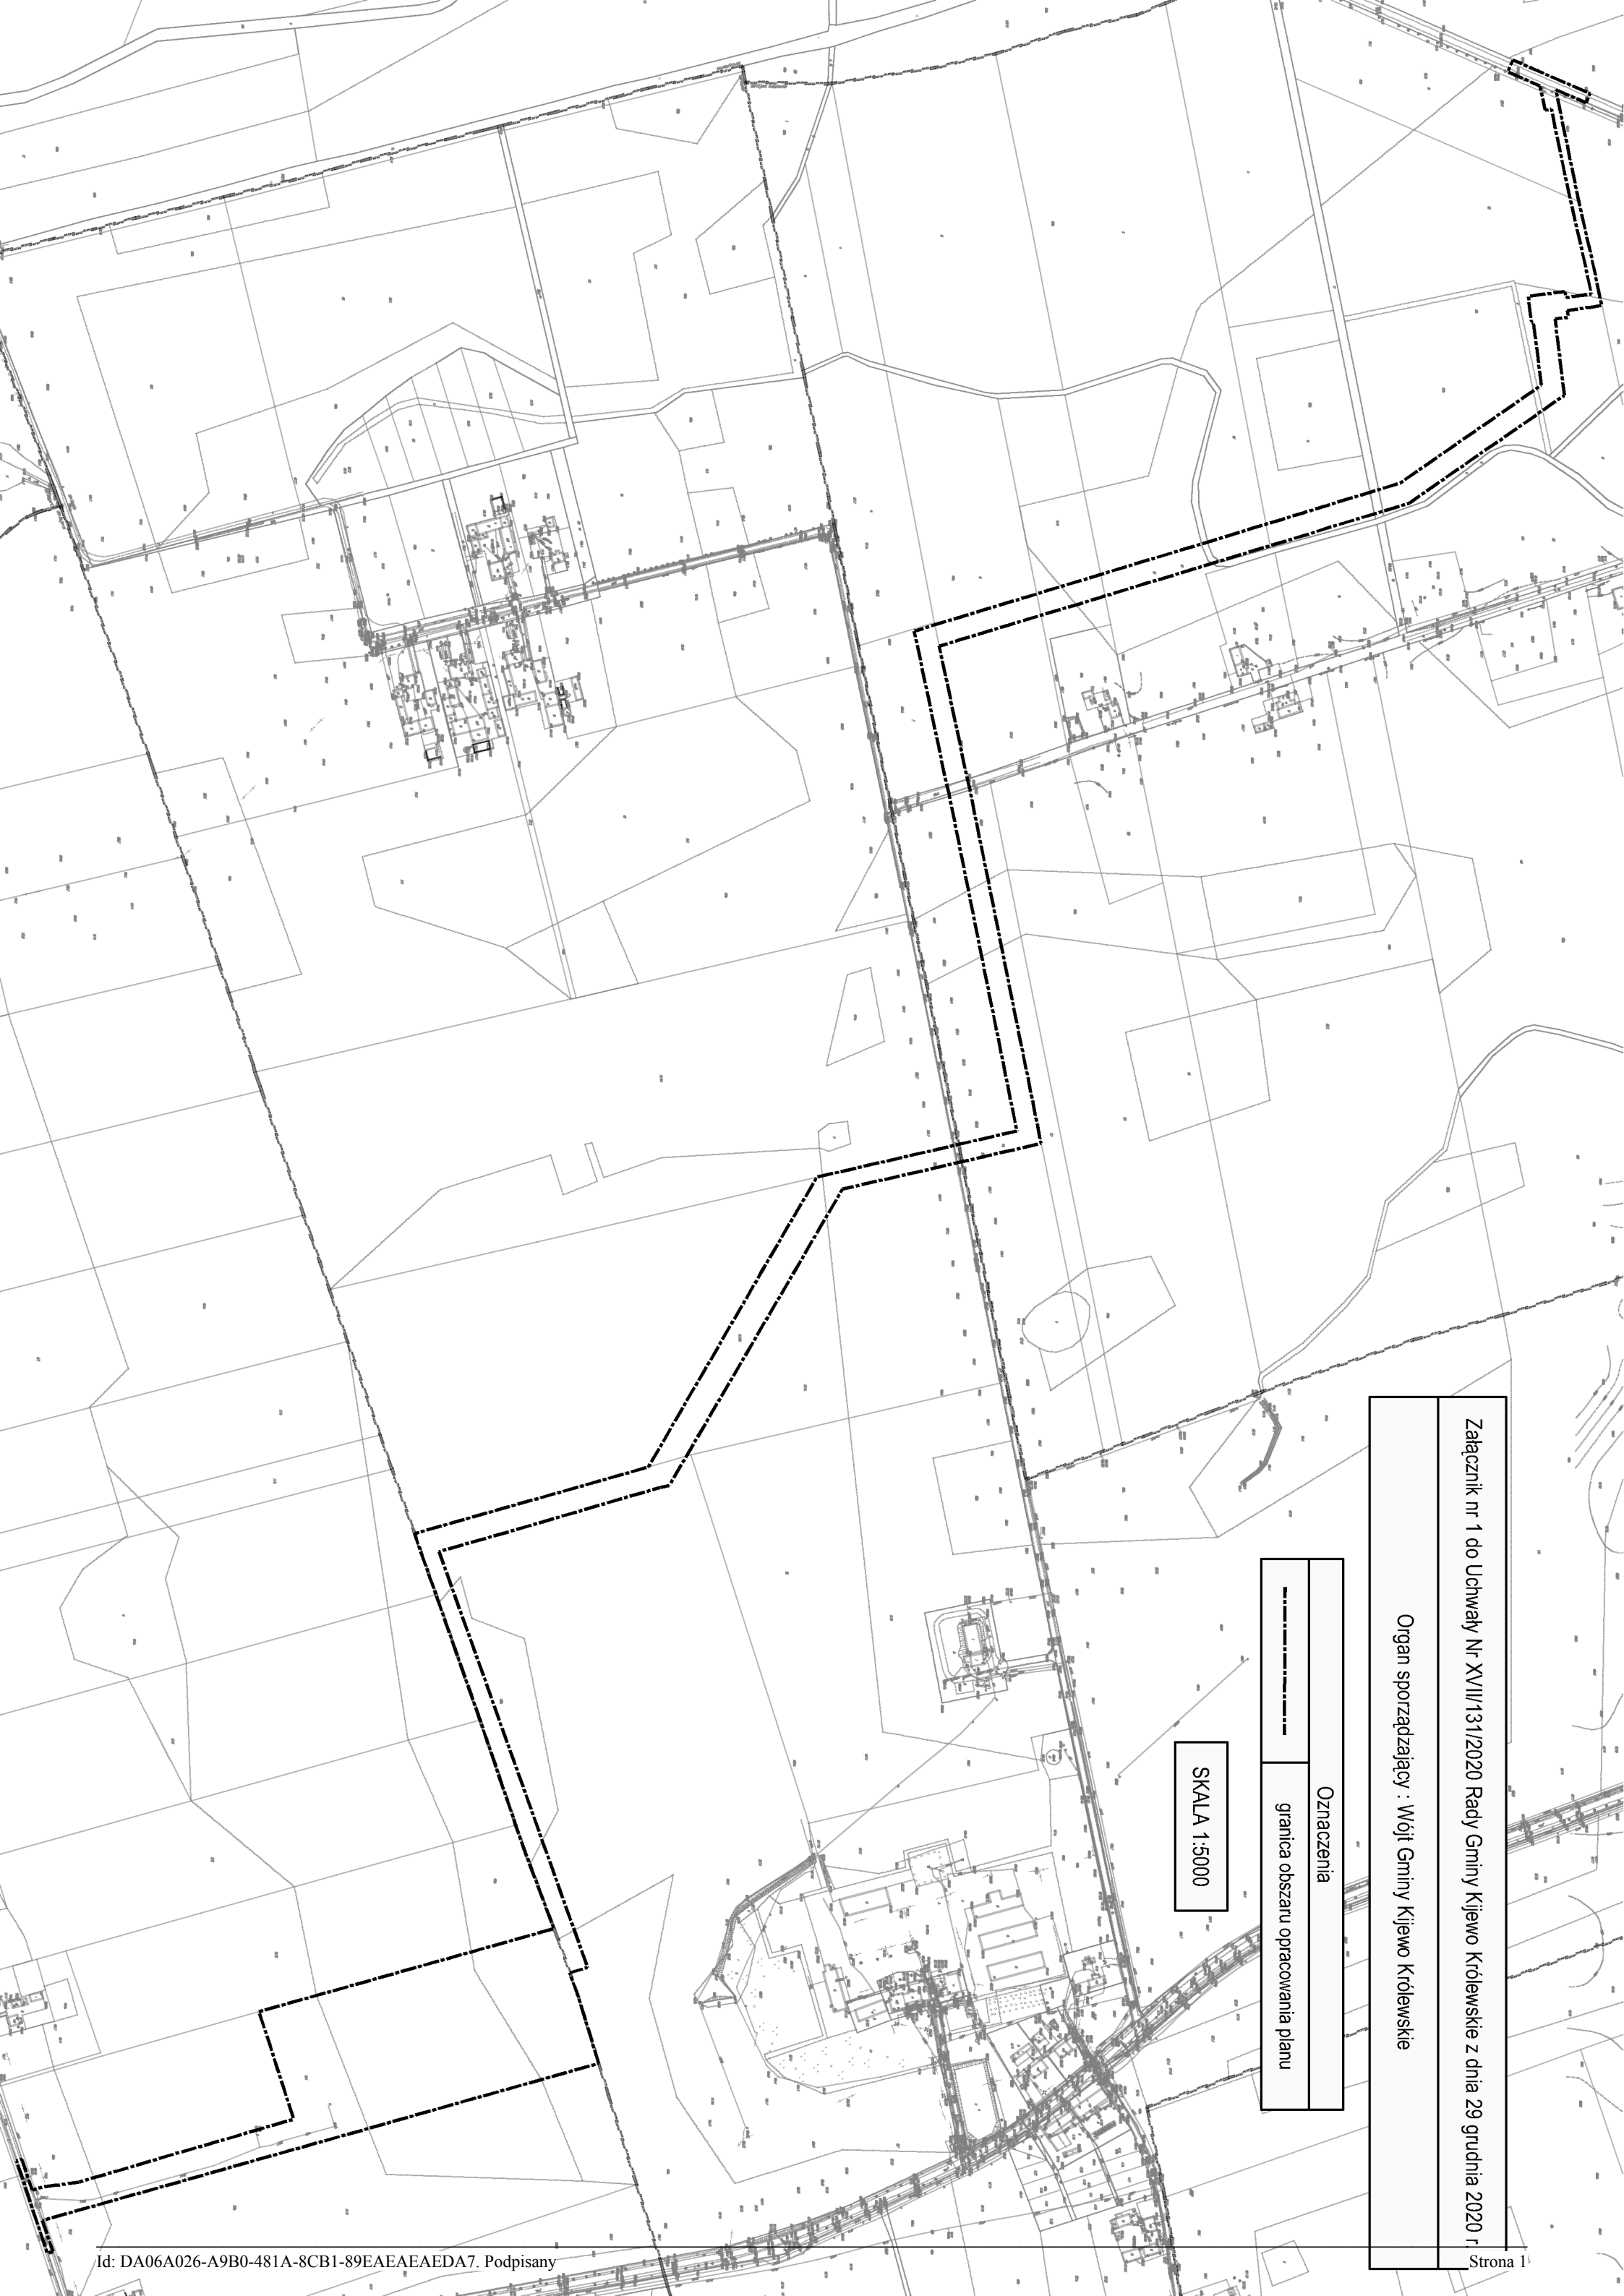 Załącznik nr 1 do Uchwały Nr XVII/131/2020 Rady Gminy Kijewo Królewskie z dnia 29 grudnia 2020 r.
Organ sporządzający : Wójt Gminy Kijewo Królewskie
Oznaczenia
granica obszaru opracowania planu
SKALA 1:5000
Id: DA06A026-A9B0-481A-8CB1-89EAEAEAEDA7. Podpisany
Strona 1